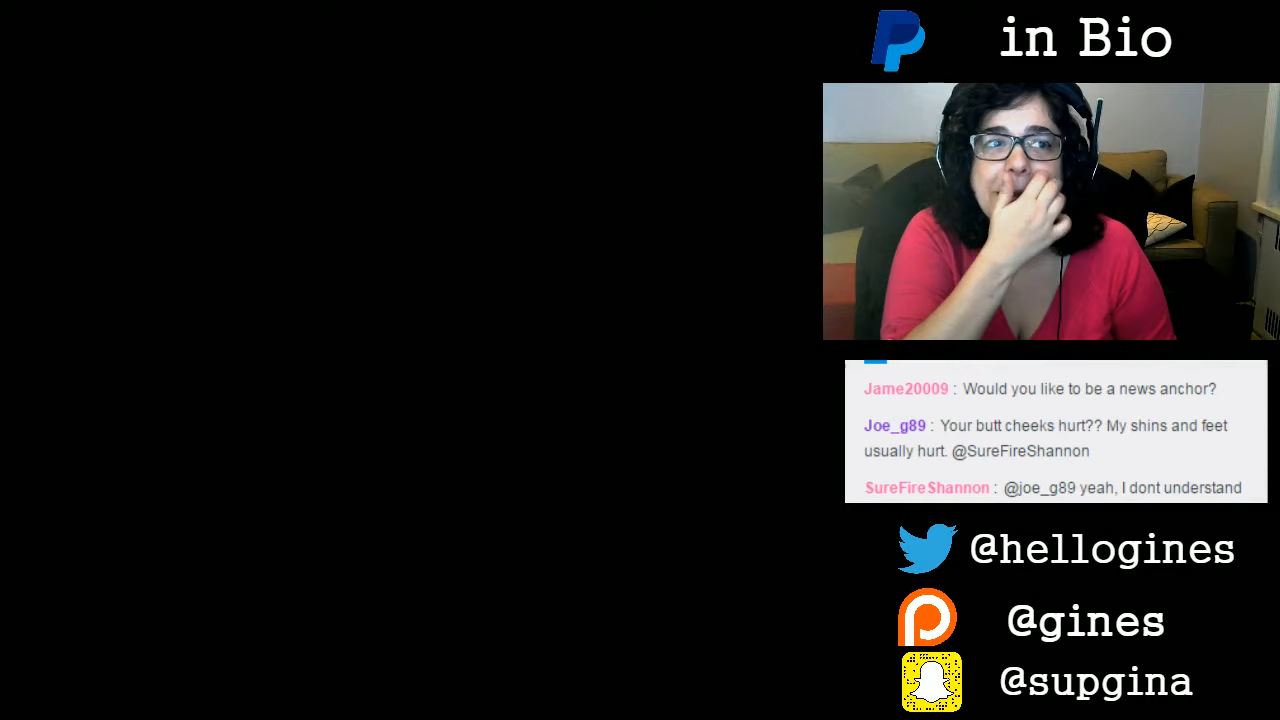 in Bio
Jame20009 : Would you like to be a news anchor?
Joe_g89 : Your butt cheeks hurt?? My shins and feet
usually hurt. @SureFireShannon
SureFireShannon : @joe_g89 yeah, I dont understand
@hellogines
@gines
@supgina